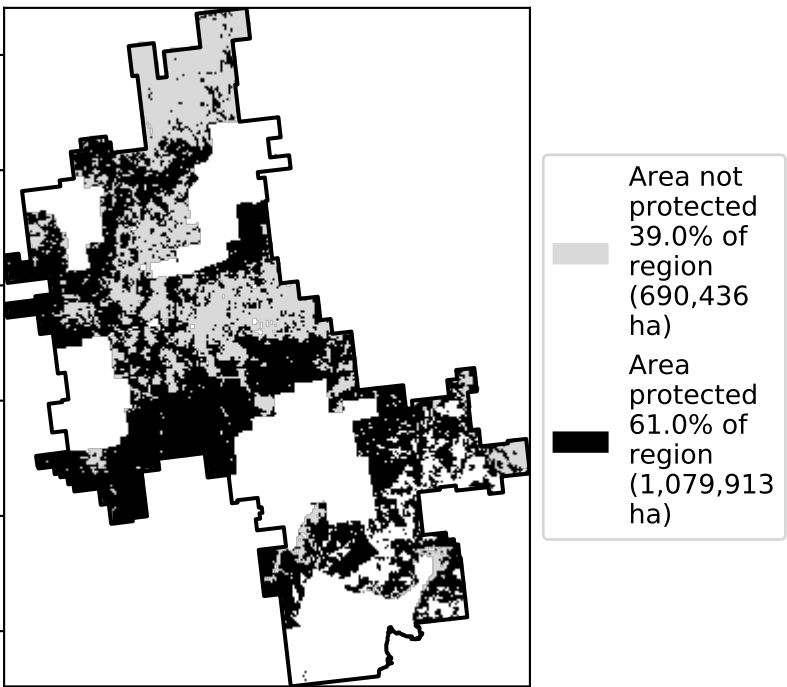 Area not
protected
39.0% of
region
(690,436
ha)
Area
protected
61.0% of
region
(1,079,913
ha)